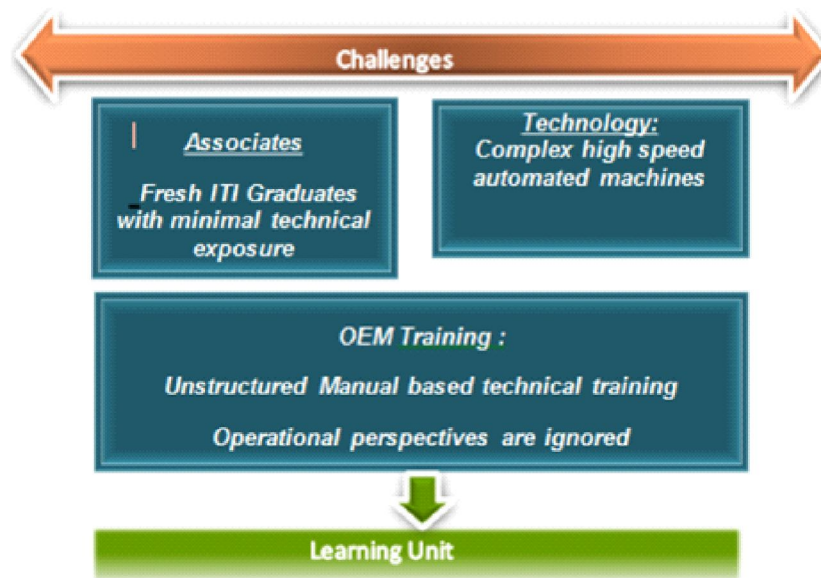 Challenges
Associates
Fresh ITI Graduates
with minimal technical
exposure
Technology:
Complex high speed
automated machines
OEM Training :
Unstructured Manual based technical training
Operational perspectives are ignored
Learning Unit